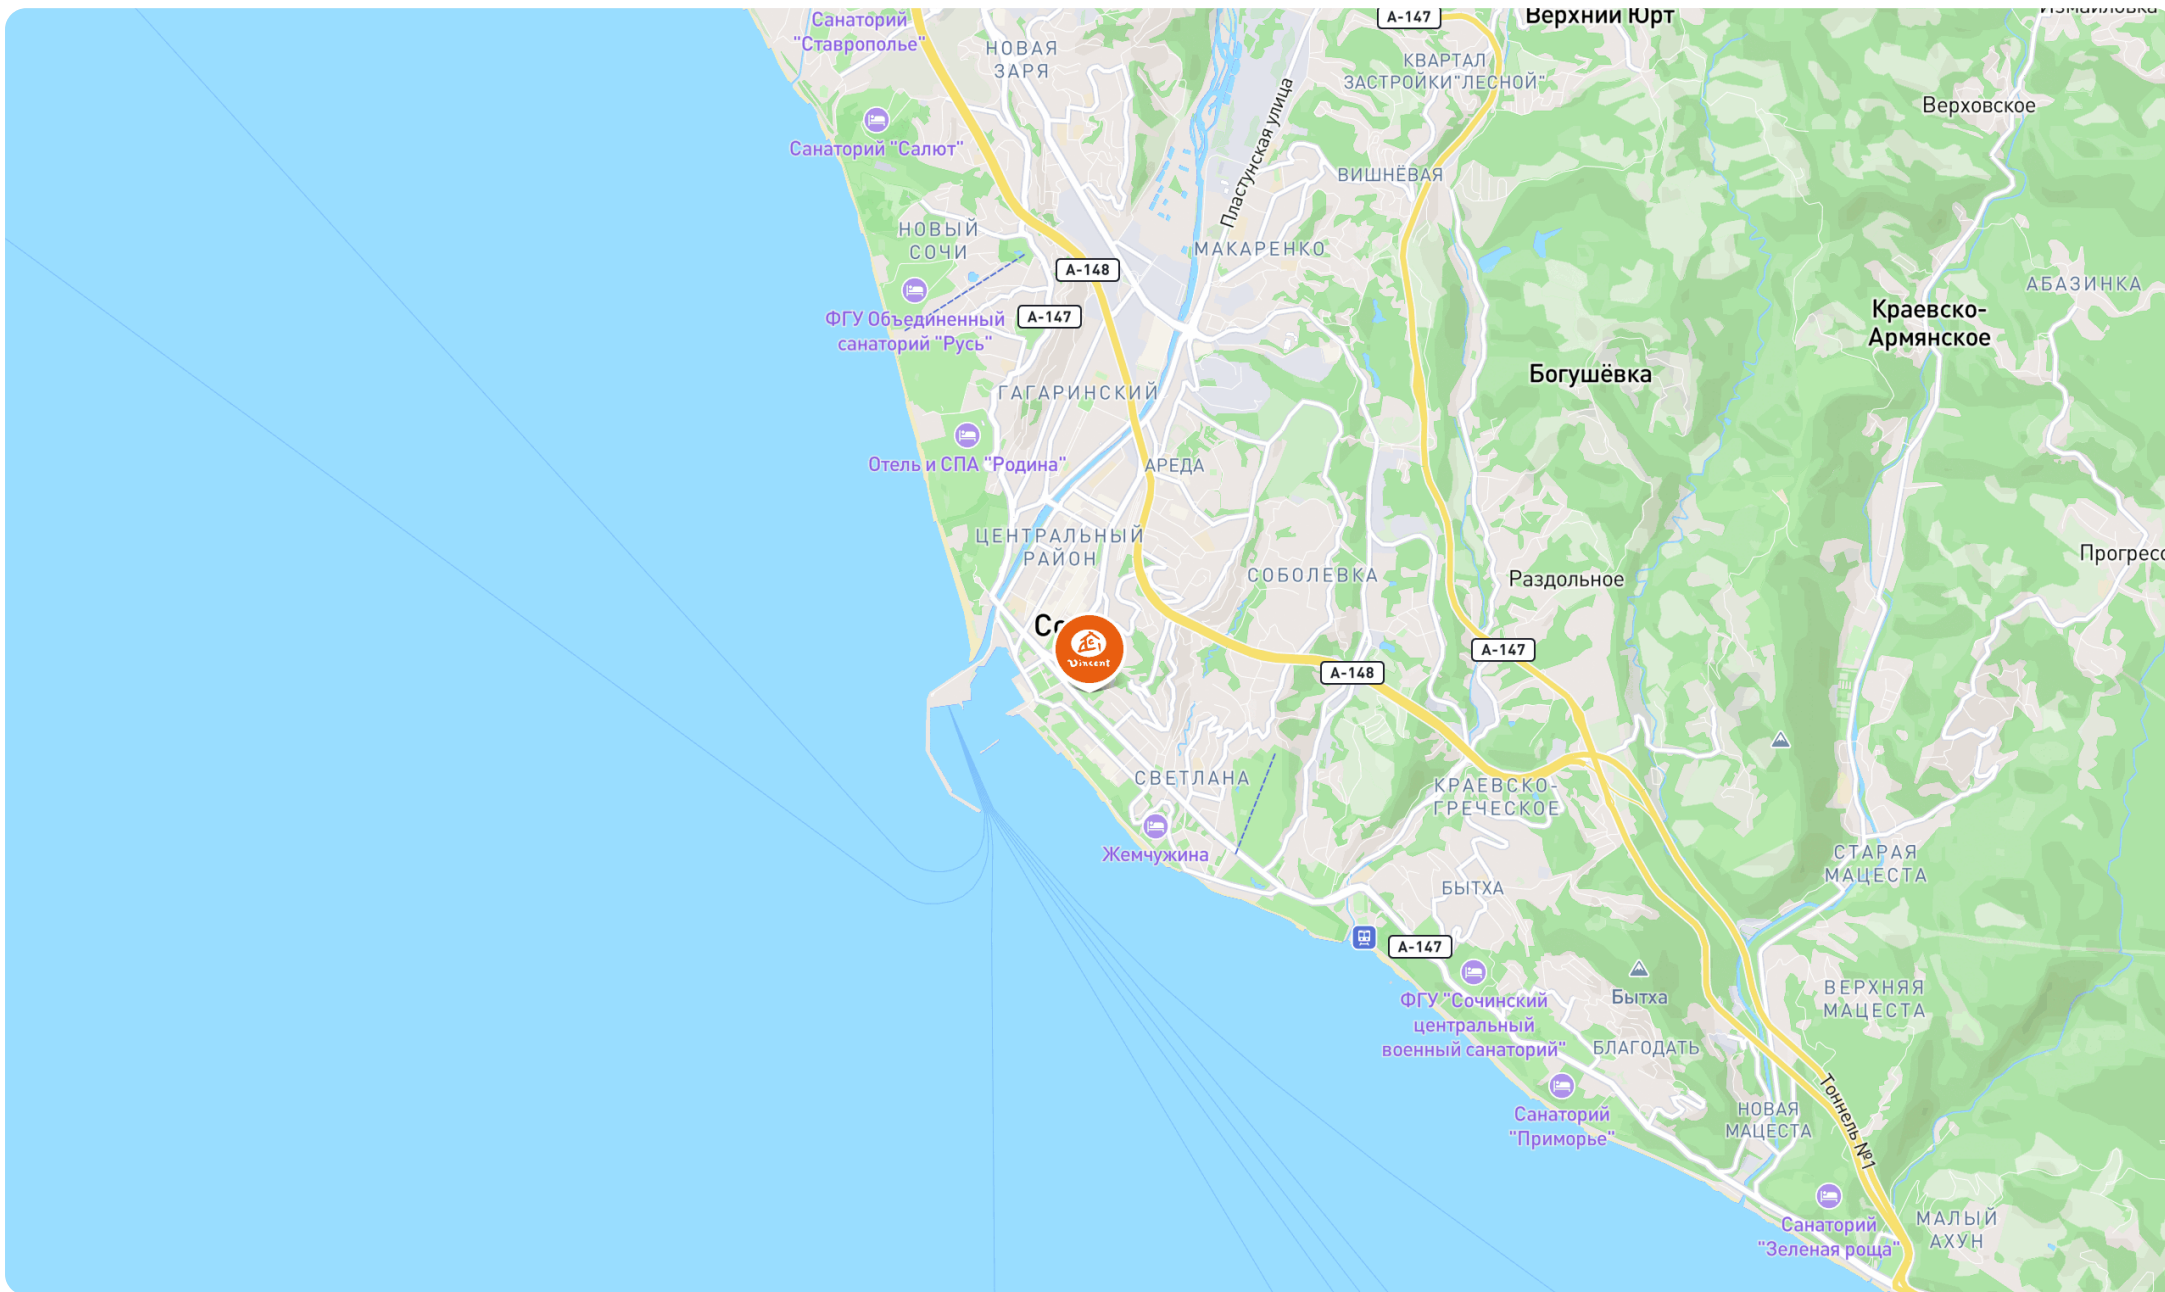 Санаторий
"Ставрополье"
НОВАЯ
ЗАРЯ
А-147
Верхний Юрт
КВАРТАЛ
ЗАСТРОЙКИ"ЛЕСНОЙ"
Измайловка
Верховское
Санаторий "Салют"
Пластунская улица
ВИШНЁВАЯ
НОВЫЙ
СОЧИ
МАКАРЕНКО
А-148
АБАЗИНКА
ФГУ Объединенный
санаторий "Русь"
А-147
Краевско-
Армянское
Богушёвка
ГАГАРИНСКИЙ
Отель и СПА "Родина"
АРЕДА
ЦЕНТРАЛЬНЫЙ
РАЙОН
СОБОЛЕВКА
Раздольное
Прогресс
Со
Vincent
А-147
А-148
СВЕТЛАНА
КРАЕВСКО-
ГРЕЧЕСКОЕ
Жемчужина
СТАРАЯ
МАЦЕСТА
БЫТХА
А-147
ФГУ "Сочинский
центральный
военный санаторий"
Бытха
ВЕРХНЯЯ
МАЦЕСТА
БЛАГОДАТЬ
Санаторий
"Приморье"
НОВАЯ
МАЦЕСТА
Тоннель №1
Санаторий
"Зеленая роща"
МАЛЫЙ
АХУН